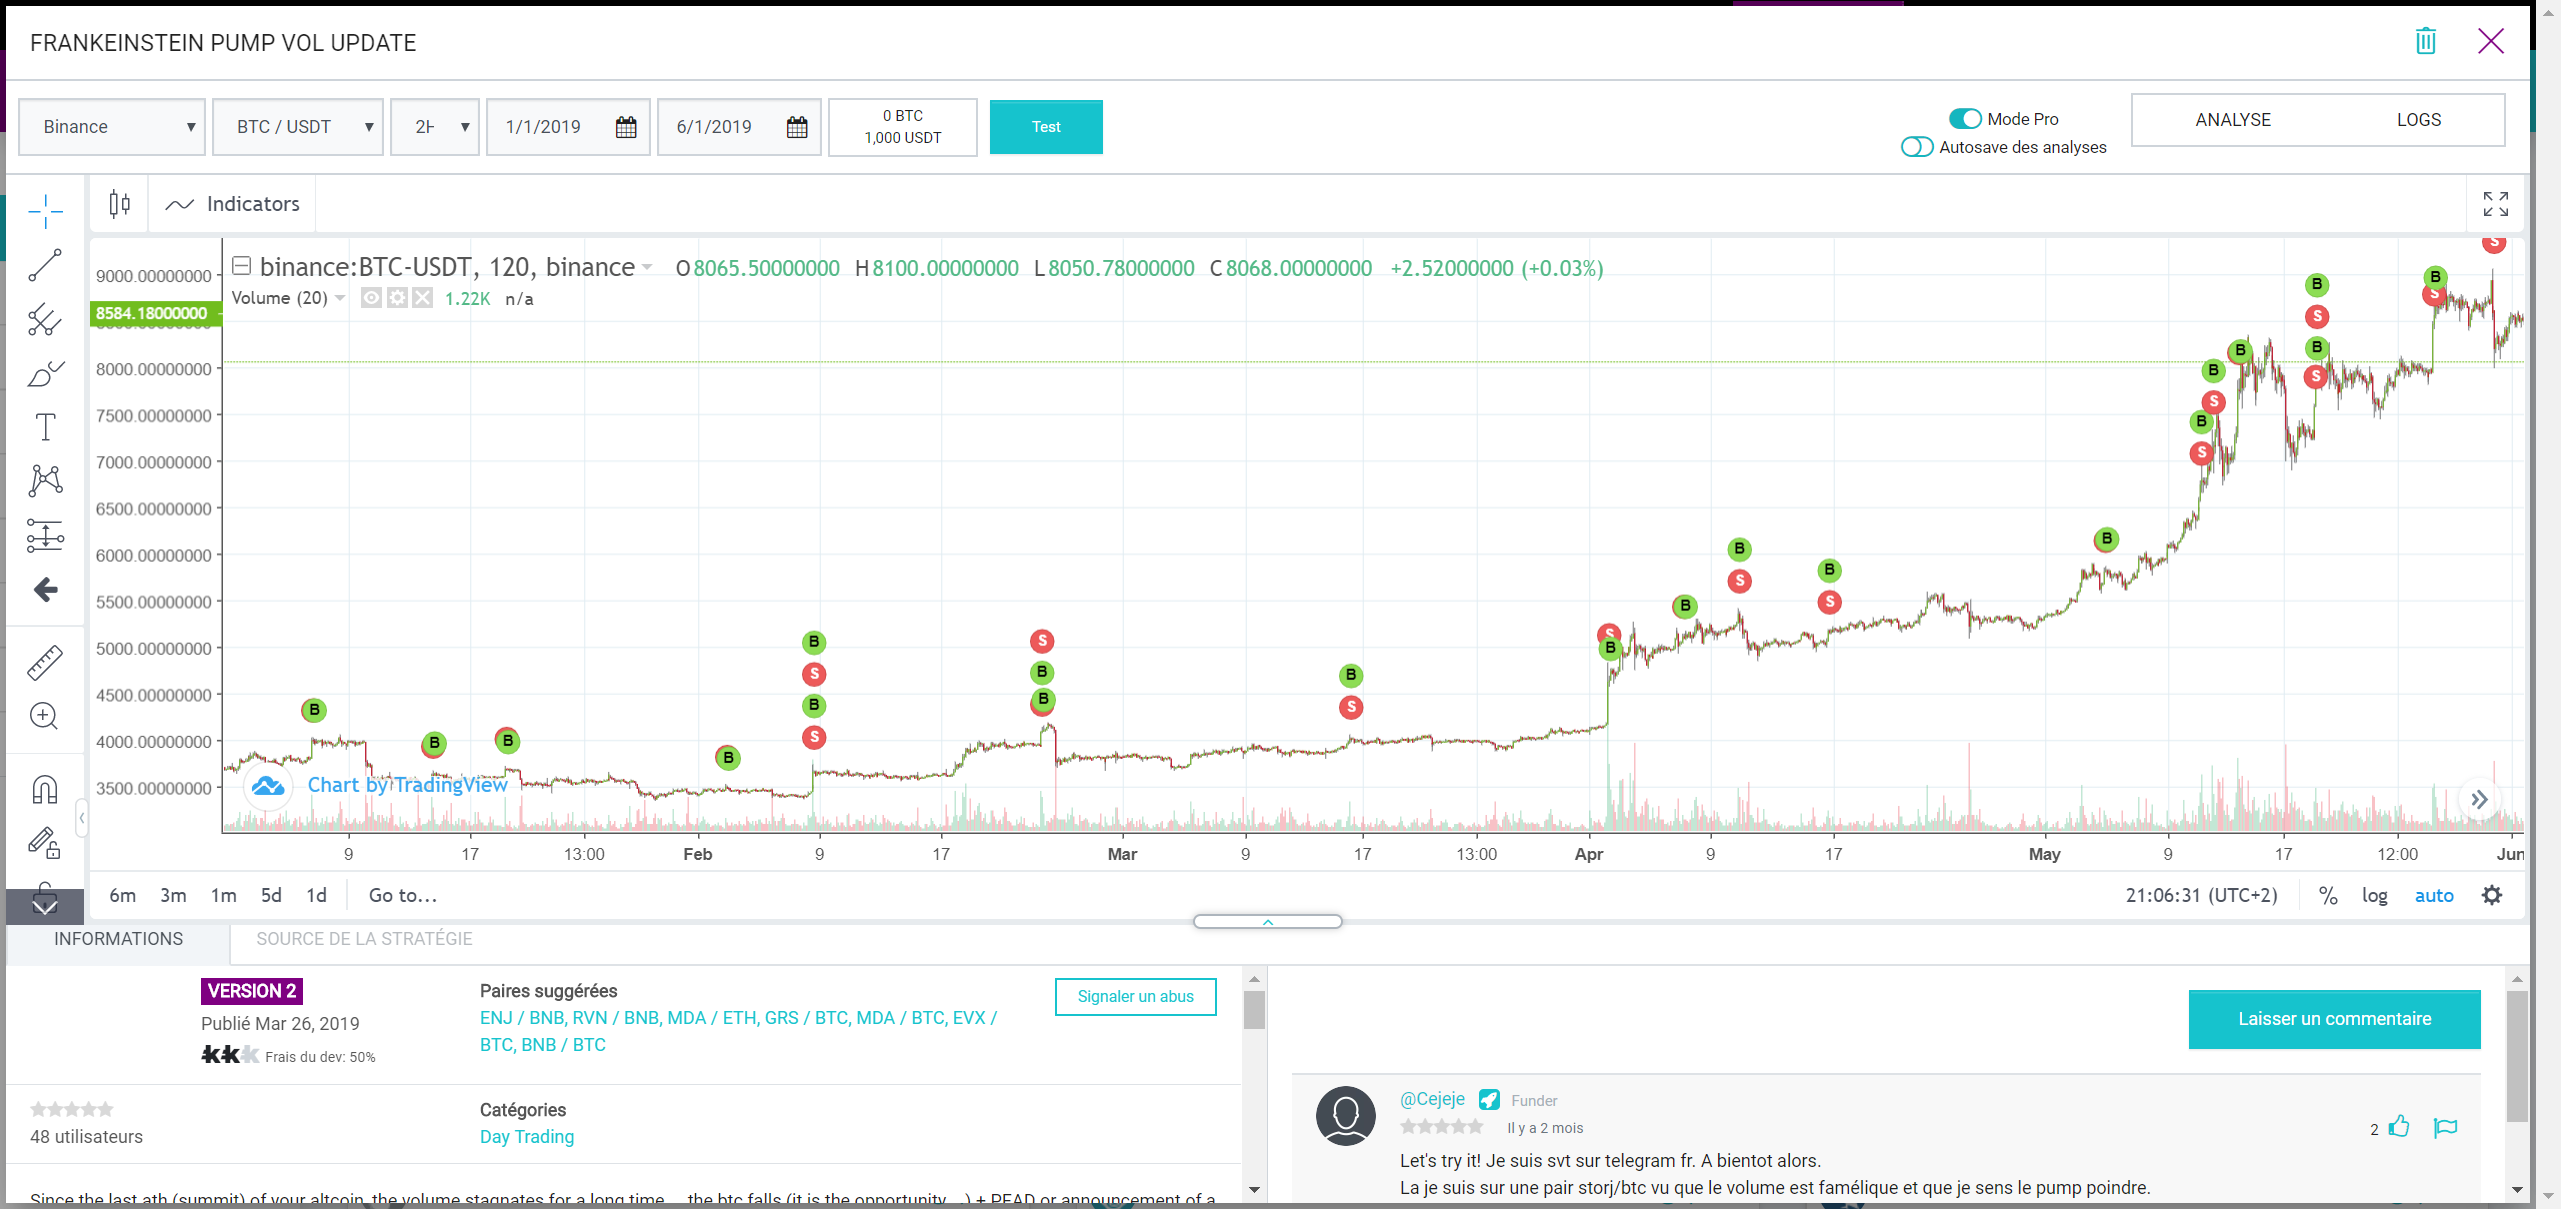 FRANKEINSTEIN PUMP VOL UPDATE
Binance
BTC / USDT
2H
1/1/2019
6/1/2019
0 BTC
1,000 USDT
Test
Mode Pro
Autosave des analyses
ANALYSE
LOGS
Indicators
binance:BTC-USDT, 120, binance O8065.50000000 H8100.00000000 L8050.78000000 C8068.00000000 +2.52000000 (+0.03%)
Volume (20) 1.22K n/a
9000.00000000
8584.18000000
8000.00000000
7500.00000000
7000.00000000
6500.00000000
6000.00000000
5500.00000000
5000.00000000
4500.00000000
4000.00000000
3500.00000000
B
B
B
B
B
S
B
S
S
B
B
B
S
S
B
B
B
S
B
S
B
B
S
B
S
B
B
S
B
S
B
S
S
Chart by TradingView
9 17 13:00 Feb 9 17 Mar 9 17 13:00 Apr 9 17 May 9 17 12:00 Jun
6m 3m 1m 5d 1d Go to...
21:06:31 (UTC+2) % log auto
INFORMATIONS
SOURCE DE LA STRATÉGIE
VERSION 2
Publié Mar 26, 2019
Frais du dev: 50%
Paires suggérées
ENJ / BNB, RVN / BNB, MDA / ETH, GRS / BTC, MDA / BTC, EVX /
BTC, BNB / BTC
Signaler un abus
48 utilisateurs
Catégories
Day Trading
Since the last ath (summit) of your altcoin, the volume stagnates for a long time ... the btc falls (it is the opportunity ...) + PEAD or announcement of a
Laisser un commentaire
@Cejeje Funder
Il y a 2 mois
2
Let's try it! Je suis svt sur telegram fr. A bientot alors.
La je suis sur une pair storj/btc vu que le volume est famélique et que je sens le pump poindre.